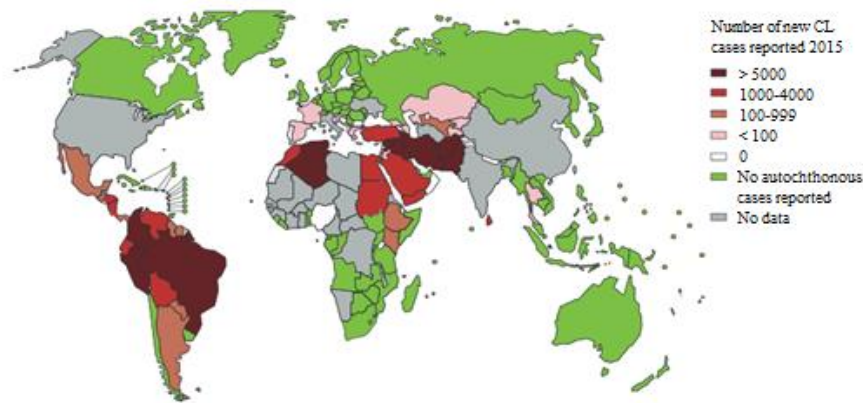 Number of new CL
cases reported 2015
> 5000
1000-4000
100-999
< 100
0
No autochthonous
cases reported
No data